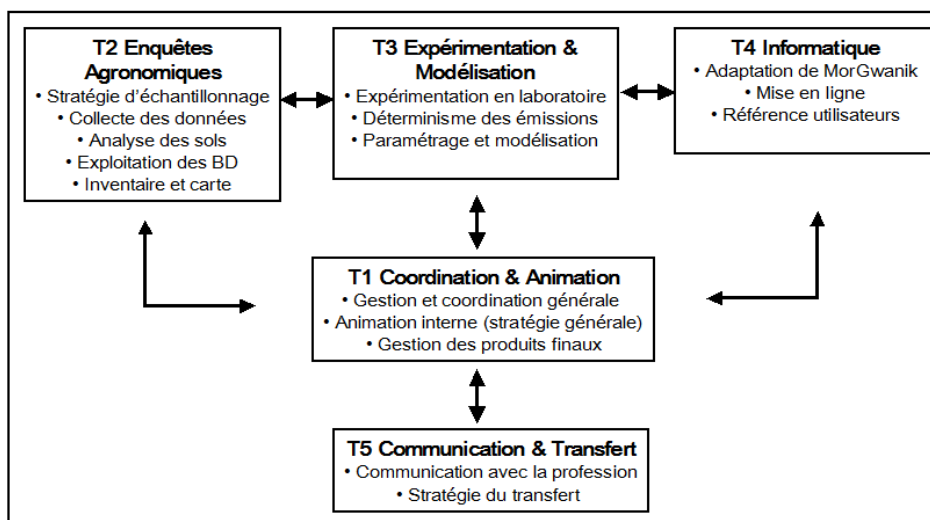 T2 Enquêtes
Agronomiques
• Stratégie d'échantillonnage
• Collecte des données
• Analyse des sols
• Exploitation des BD
• Inventaire et carte
T3 Expérimentation &
Modélisation
• Expérimentation en laboratoire
• Déterminisme des émissions
• Paramétrage et modélisation
T4 Informatique
• Adaptation de MorGwanik
• Mise en ligne
• Référence utilisateurs
T1 Coordination & Animation
• Gestion et coordination générale
• Animation interne (stratégie générale)
• Gestion des produits finaux
T5 Communication & Transfert
• Communication avec la profession
• Stratégie du transfert